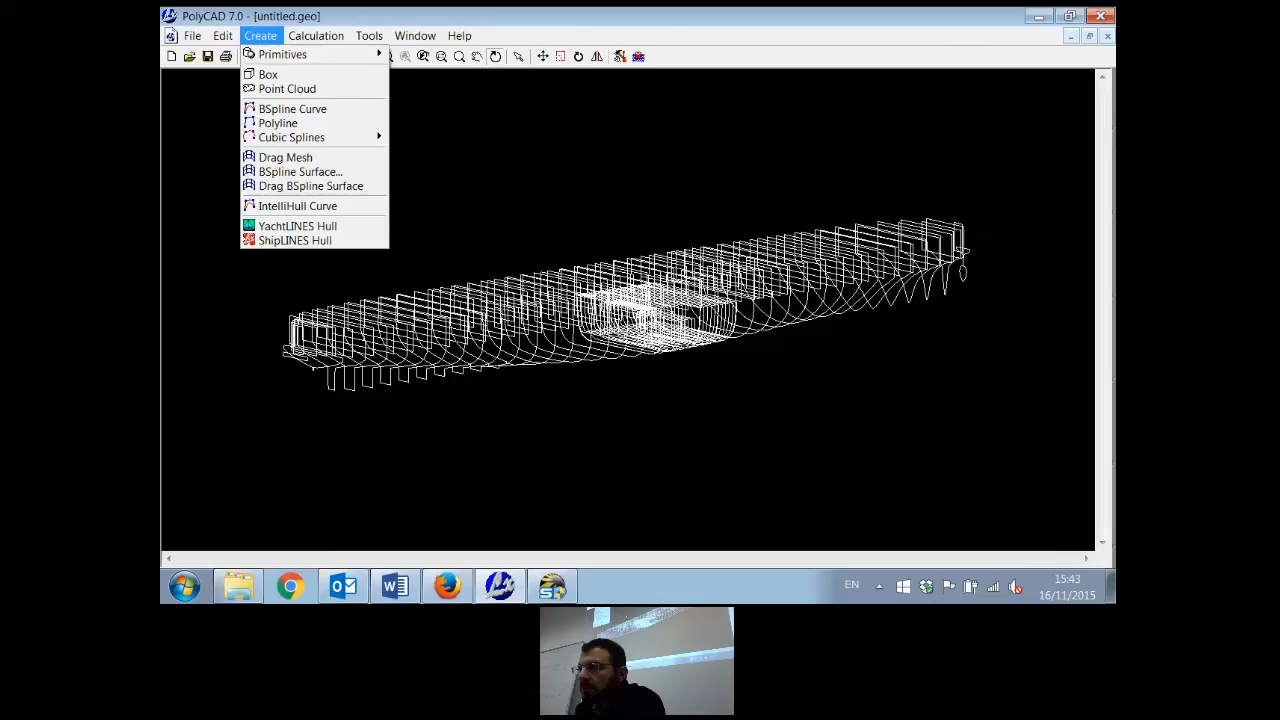 PolyCAD 7.0 - [untitled.geo]
File Edit Create Calculation Tools Window Help
Primitives
Box
Point Cloud
BSpline Curve
Polyline
Cubic Splines
Drag Mesh
BSpline Surface...
Drag BSpline Surface
IntelliHull Curve
YachtLINES Hull
ShipLINES Hull
EN
15:43
16/11/2015